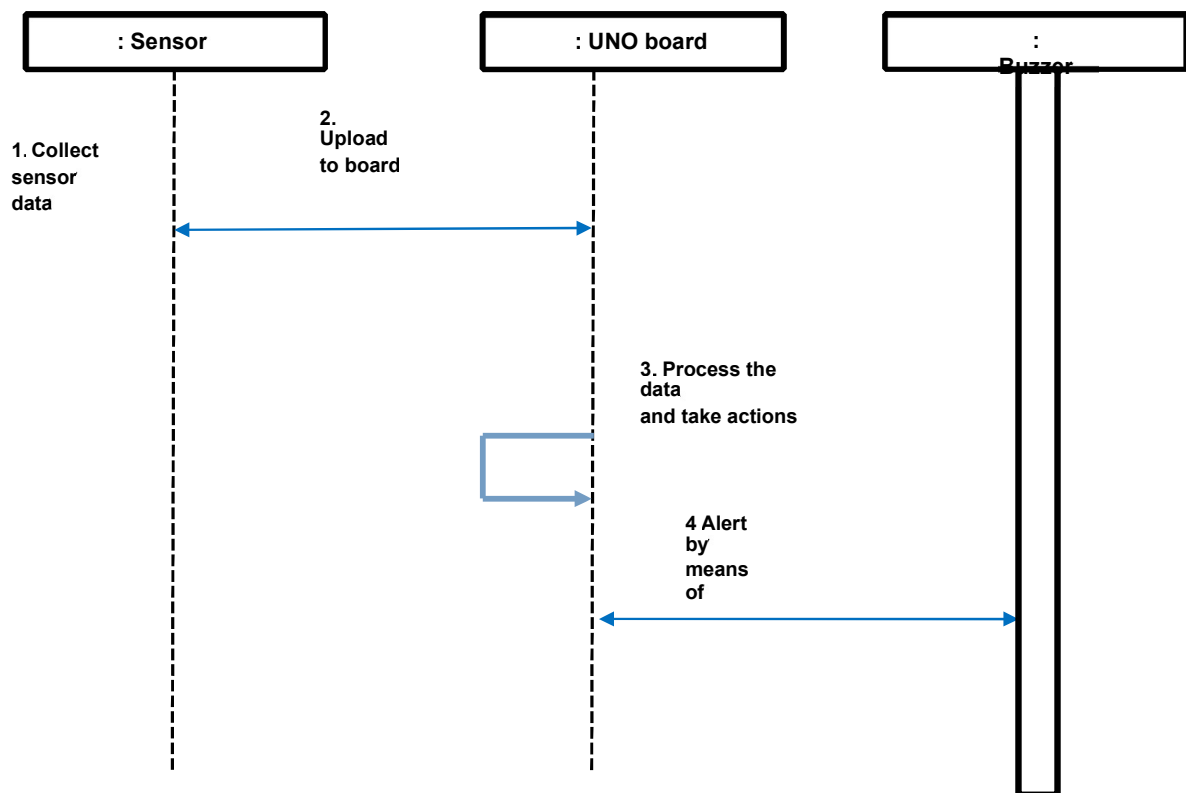 : Sensor
: UNO board
:
Buzzer
1. Collect
sensor
data
2.
Upload
to board
3. Process the
data
and take actions
4 Alert
by
means
of